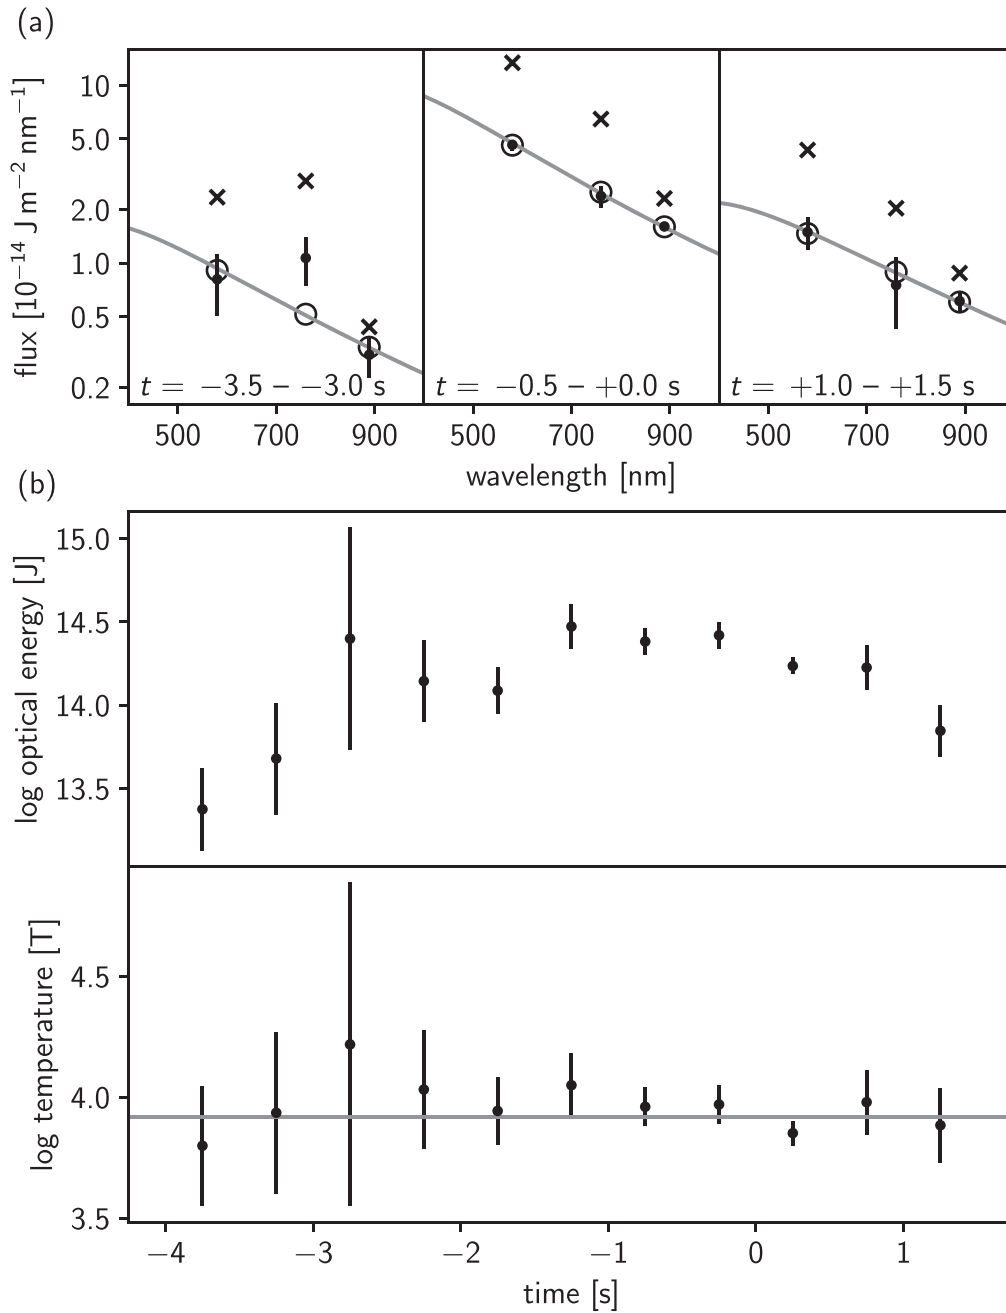 (a)
flux [10⁻¹⁴ J m⁻² nm⁻¹]
10
5.0
2.0
1.0
0.5
0.2
t = −3.5 – −3.0 s
t = −0.5 – +0.0 s
t = +1.0 – +1.5 s
500 700 900 500 700 900 500 700 900
wavelength [nm]
(b)
log optical energy [J]
15.0
14.5
14.0
13.5
log temperature [T]
4.5
4.0
3.5
−4 −3 −2 −1 0 1
time [s]